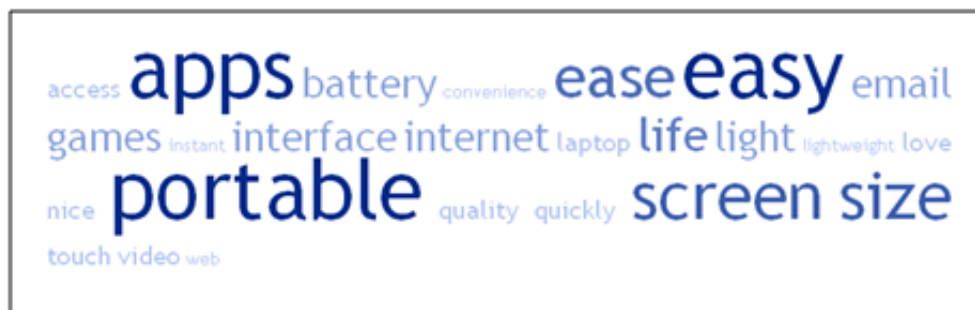 access apps battery convenience ease easy email
games instant interface internet laptop life light lightweight love
nice portable quality quickly screen size
touch video web